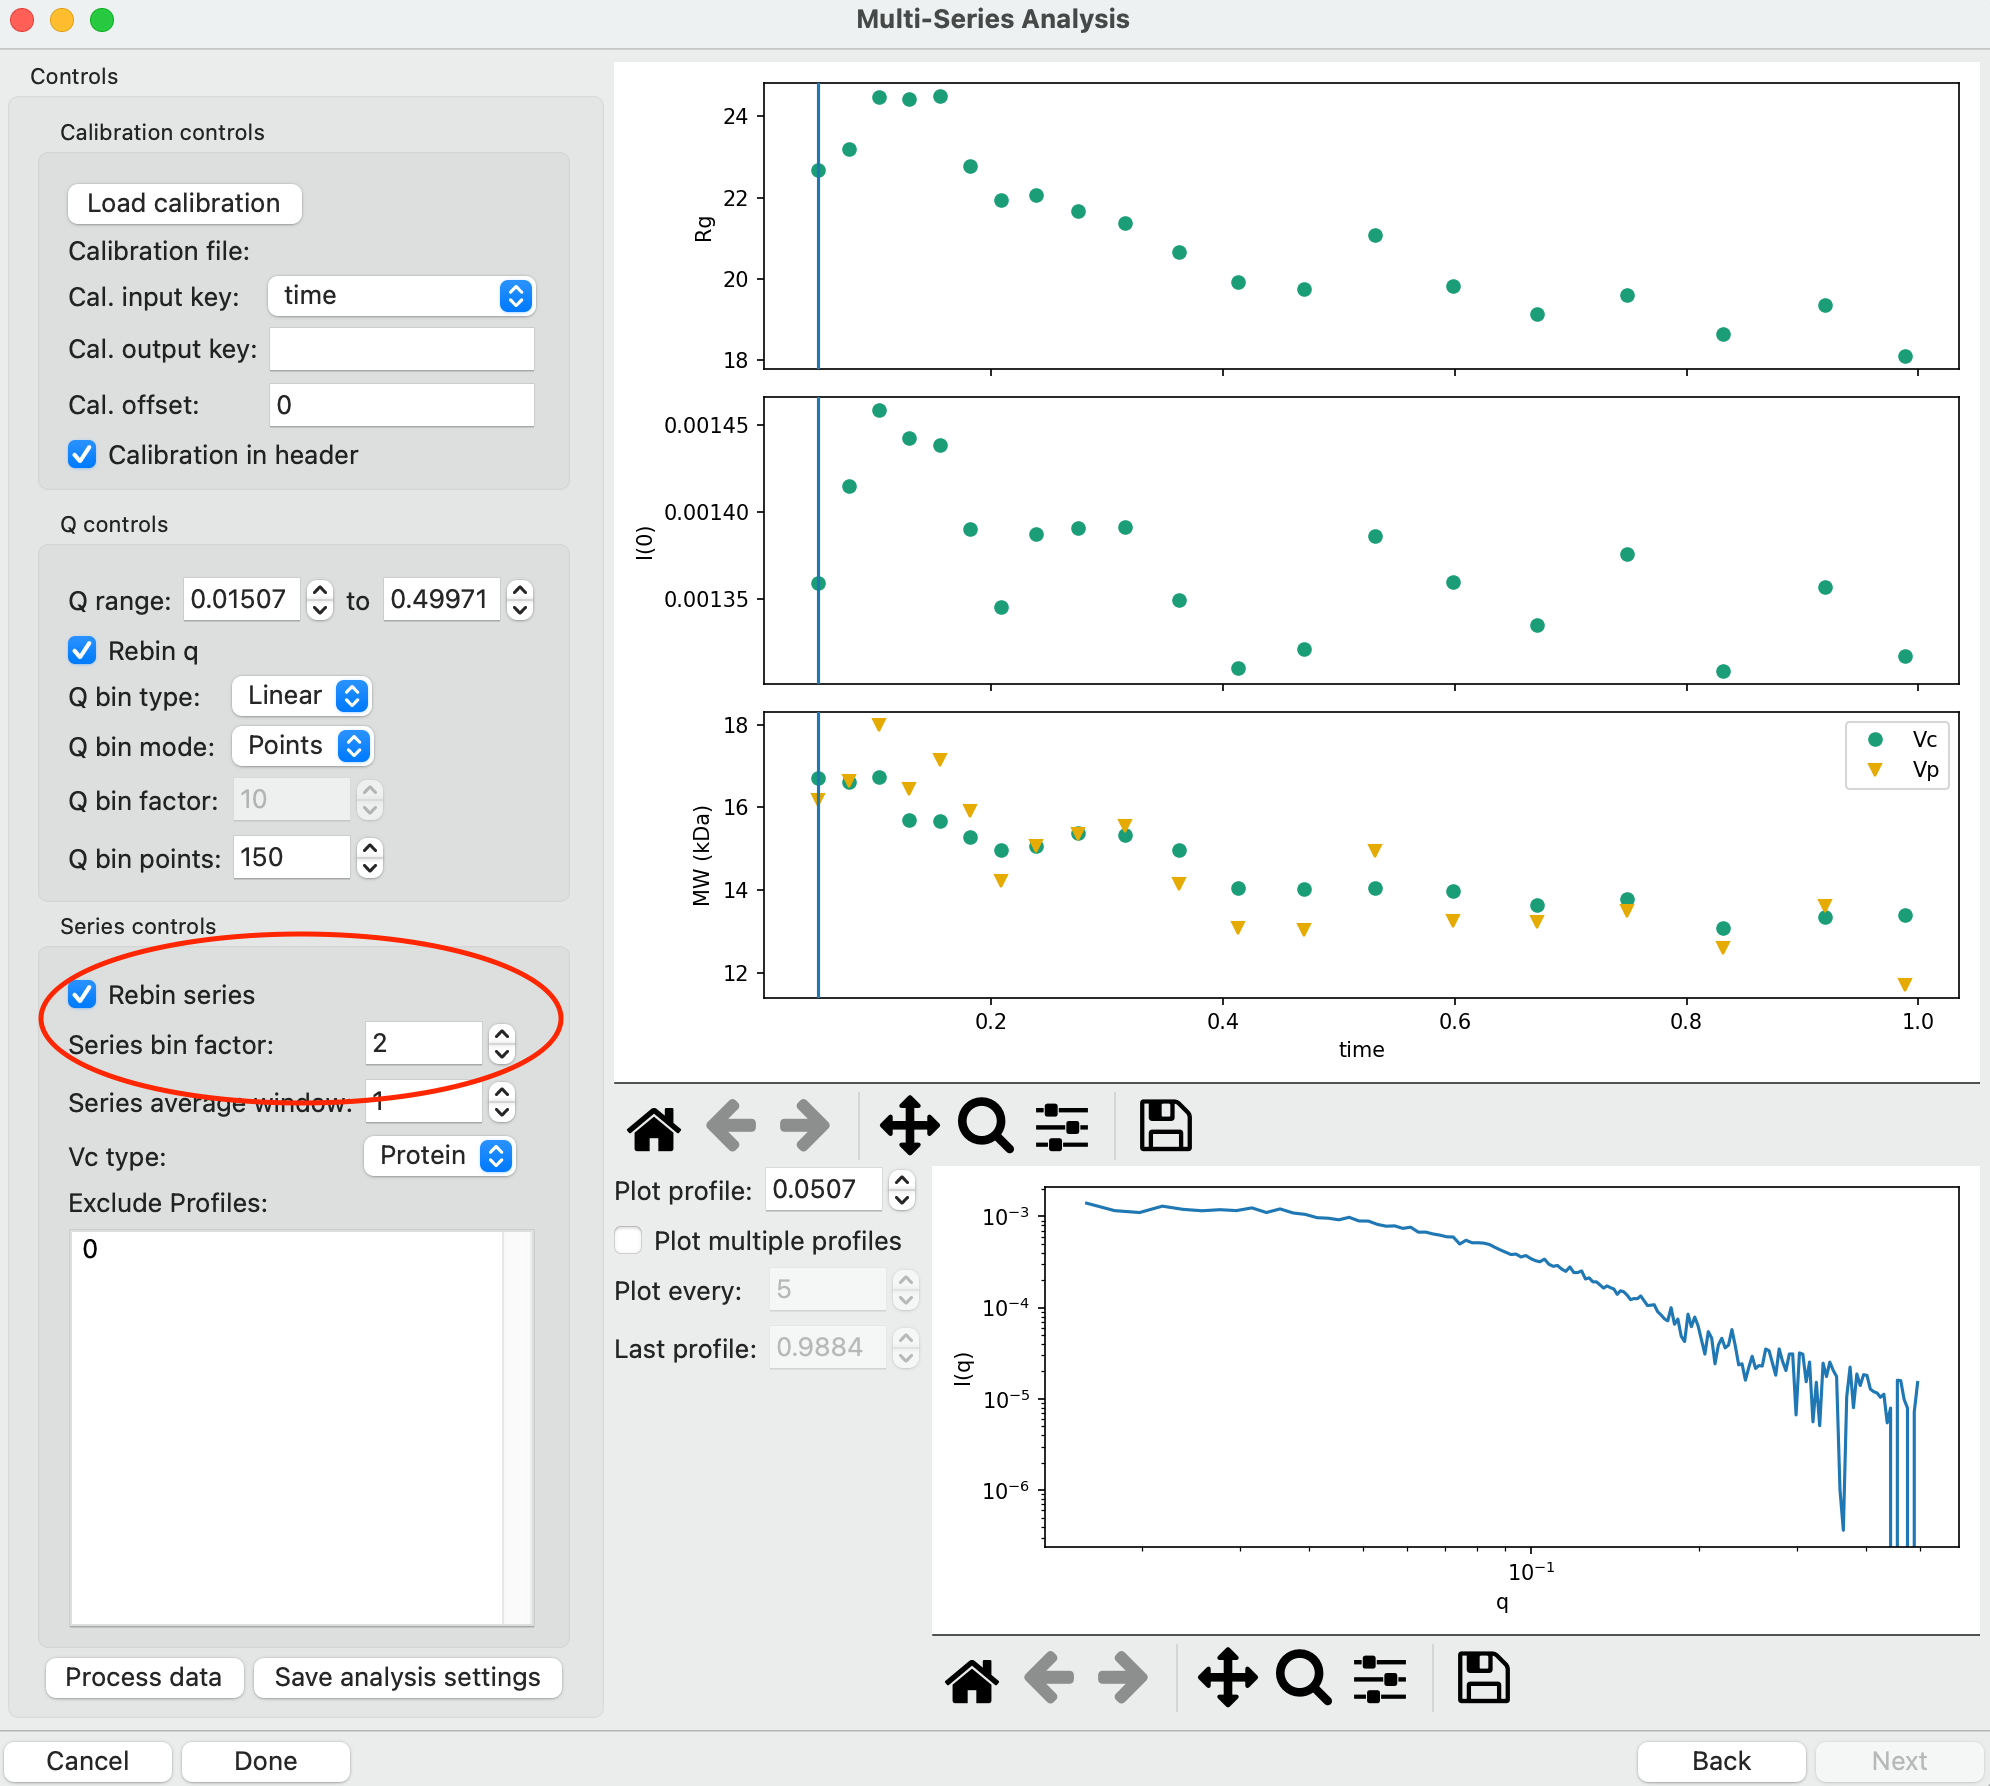 Multi-Series Analysis
Controls
Calibration controls
Load calibration
Calibration file:
Cal. input key: time
Cal. output key:
Cal. offset: 0
Calibration in header
Q controls
Q range: 0.01507 to 0.49971
Rebin q
Q bin type: Linear
Q bin mode: Points
Q bin factor: 10
Q bin points: 150
Series controls
Rebin series
Series bin factor: 2
Series average window: 1
Vc type: Protein
Exclude Profiles:
0
Process data Save analysis settings
24
22
20
18
Rg
0.00145
0.00140
0.00135
I(0)
18
16
14
12
MW (kDa)
Vc
Vp
0.2 0.4 0.6 0.8 1.0
time
Plot profile: 0.0507
Plot multiple profiles
Plot every: 5
Last profile: 0.9884
10⁻³
10⁻⁴
10⁻⁵
10⁻⁶
I(q)
10⁻¹
q
Cancel Done Back Next